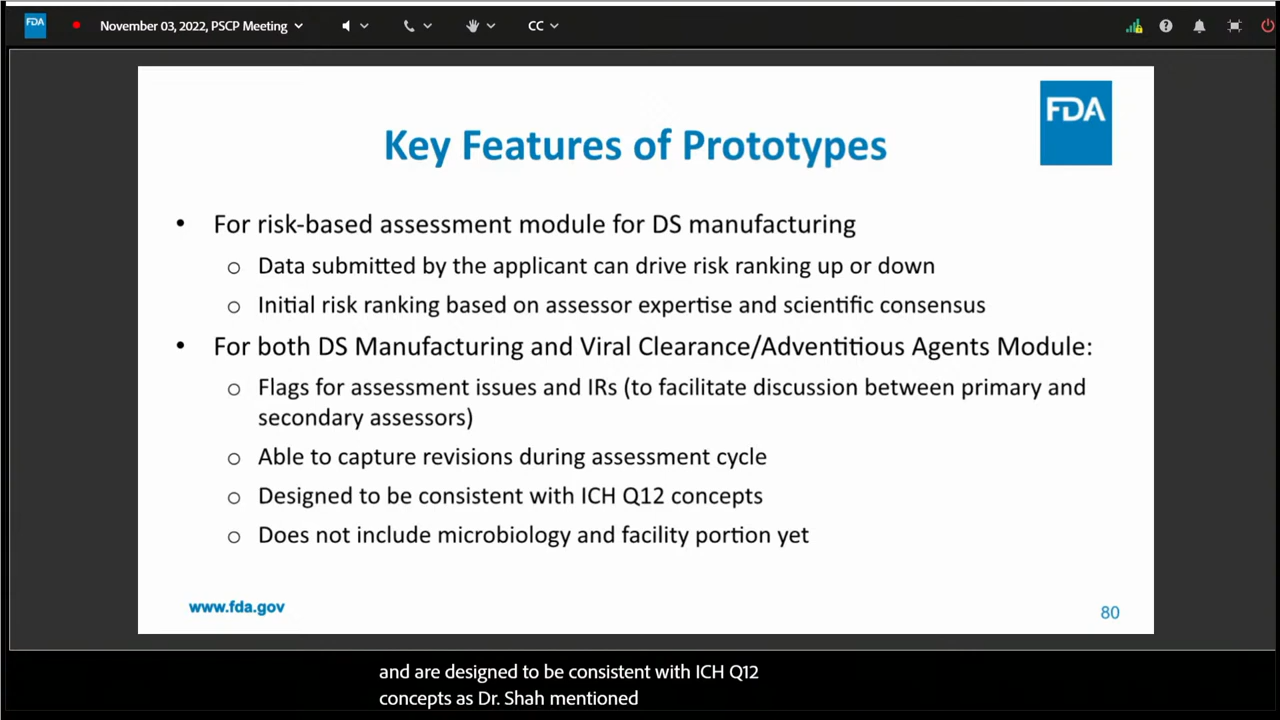 FDA
November 03, 2022, PSCP Meeting
CC
FDA
Key Features of Prototypes
• For risk-based assessment module for DS manufacturing
o Data submitted by the applicant can drive risk ranking up or down
o Initial risk ranking based on assessor expertise and scientific consensus
• For both DS Manufacturing and Viral Clearance/Adventitious Agents Module:
o Flags for assessment issues and IRs (to facilitate discussion between primary and
secondary assessors)
o Able to capture revisions during assessment cycle
o Designed to be consistent with ICH Q12 concepts
o Does not include microbiology and facility portion yet
www.fda.gov
80
and are designed to be consistent with ICH Q12
concepts as Dr. Shah mentioned